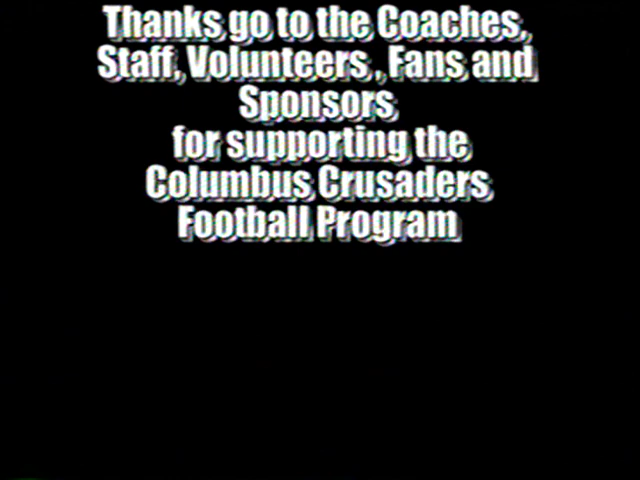 Thanks go to the Coaches,
Staff, Volunteers, Fans and
Sponsors
for supporting the
Columbus Crusaders
Football Program